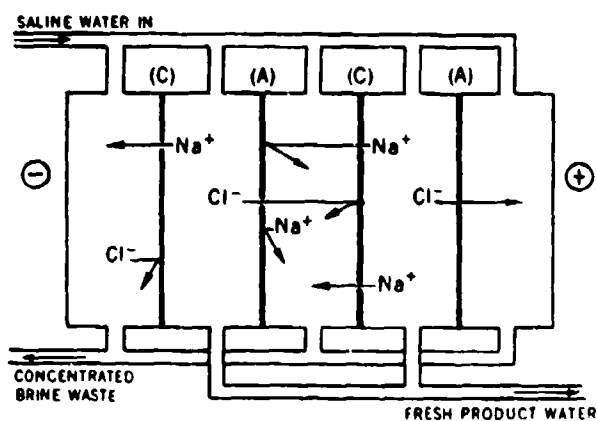 SALINE WATER IN
(C) (A) (C) (A)
Na⁺ Na⁺
⊖ ⊕
Cl⁻ Cl⁻
Na⁺
Cl⁻
Na⁺
CONCENTRATED
BRINE WASTE
FRESH PRODUCT WATER